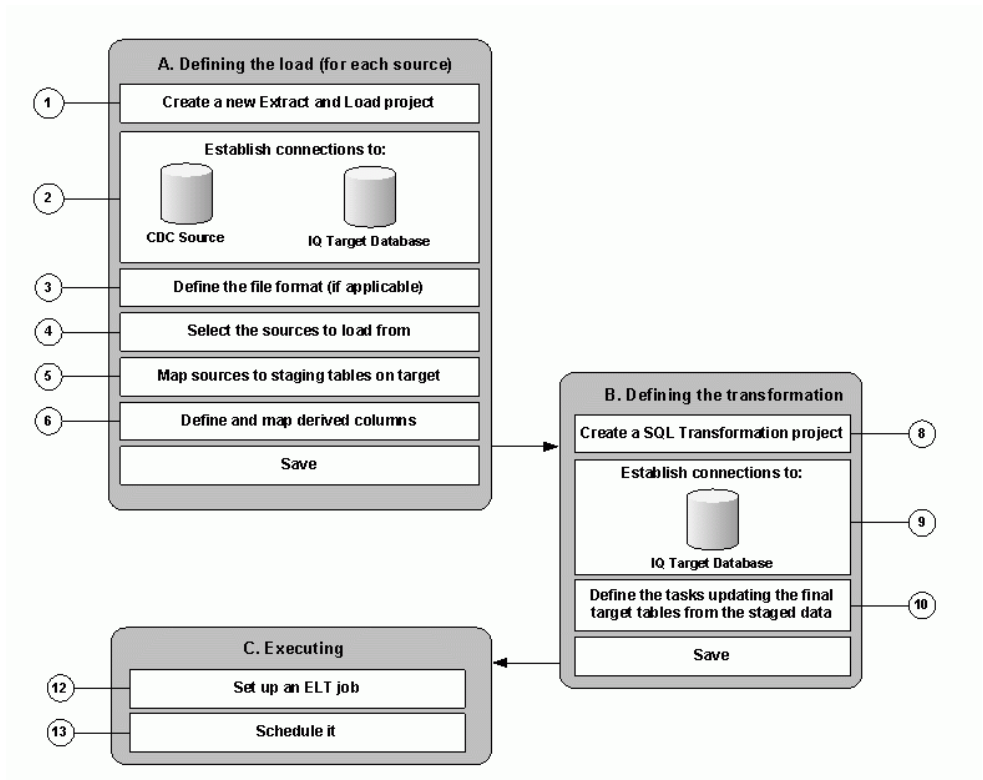 A. Defining the load (for each source)
1
Create a new Extract and Load project
2
Establish connections to:
CDC Source
IQ Target Database
3
Define the file format (if applicable)
4
Select the sources to load from
5
Map sources to staging tables on target
6
Define and map derived columns
Save
B. Defining the transformation
Create a SQL Transformation project
8
Establish connections to:
IQ Target Database
9
Define the tasks updating the final
target tables from the staged data
10
Save
C. Executing
12
Set up an ELT job
13
Schedule it